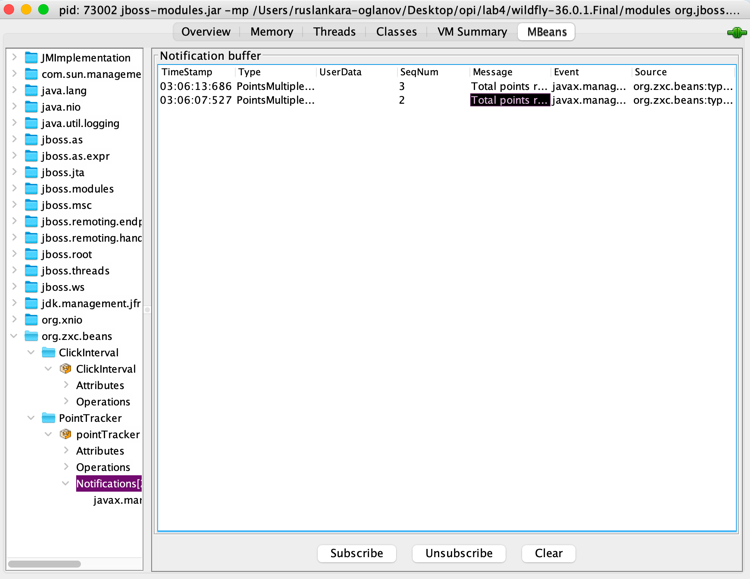 pid: 73002 jboss-modules.jar -mp /Users/ruslankara-oglanov/Desktop/opi/lab4/wildfly-36.0.1.Final/modules org.jboss....
Overview Memory Threads Classes VM Summary MBeans
JMImplementation
com.sun.manageme
java.lang
java.nio
java.util.logging
jboss.as
jboss.as.expr
jboss.jta
jboss.modules
jboss.msc
jboss.remoting.endp
jboss.remoting.hand
jboss.root
jboss.threads
jboss.ws
jdk.management.jfr
org.xnio
org.zxc.beans
ClickInterval
ClickInterval
Attributes
Operations
PointTracker
pointTracker
Attributes
Operations
Notifications[
javax.mar
Notification buffer
TimeStamp Type UserData SeqNum Message Event Source
03:06:13:686 PointsMultiple... 3 Total points r... javax.manag... org.zxc.beans:typ...
03:06:07:527 PointsMultiple... 2 Total points r... javax.manag... org.zxc.beans:typ...
Subscribe Unsubscribe Clear